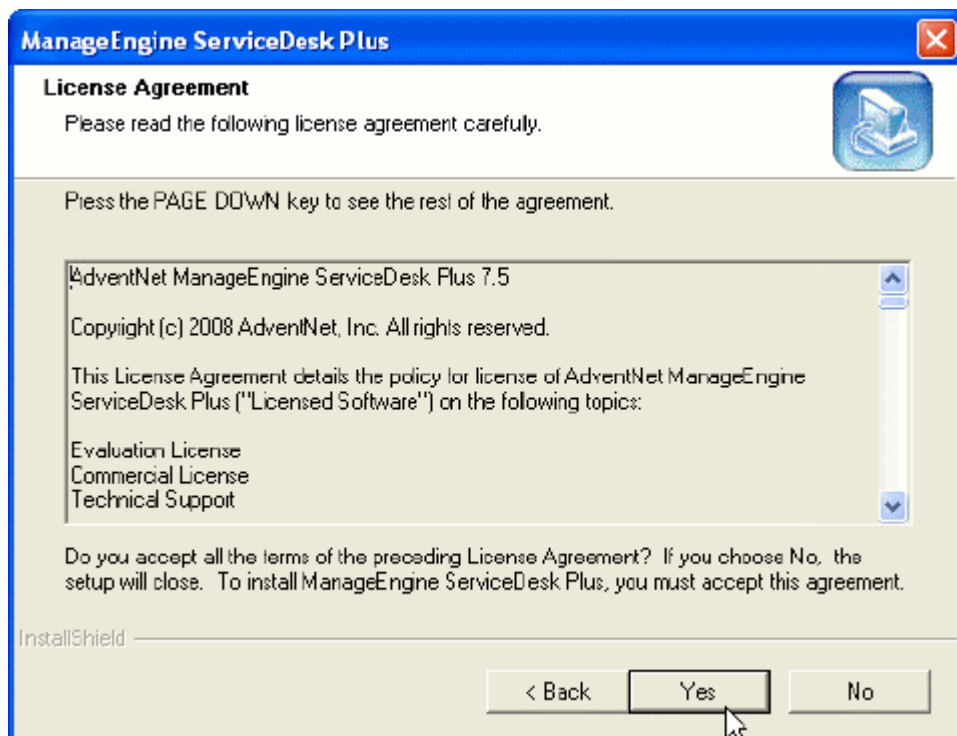 ManageEngine ServiceDesk Plus
License Agreement
Please read the following license agreement carefully.
Press the PAGE DOWN key to see the rest of the agreement.
AdventNet ManageEngine ServiceDesk Plus 7.5
Copyright (c) 2008 AdventNet, Inc. All rights reserved.
This License Agreement details the policy for license of AdventNet ManageEngine
ServiceDesk Plus ("Licensed Software") on the following topics:
Evaluation License
Commercial License
Technical Support
Do you accept all the terms of the preceding License Agreement? If you choose No, the
setup will close. To install ManageEngine ServiceDesk Plus, you must accept this agreement.
InstallShield
< Back Yes No